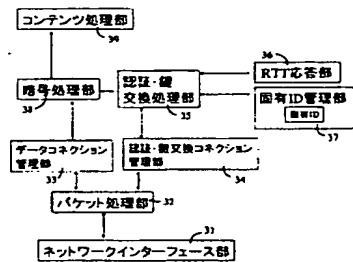 コンテンツ処理部
39
暗号処理部
38
認証・鍵
交換処理部
35
36
RTT応答部
固有ID管理部
固有ID
37
データコネクション
管理部
33
認証・鍵交換コネクション
管理部
34
パケット処理部
32
31
ネットワークインターフェース部